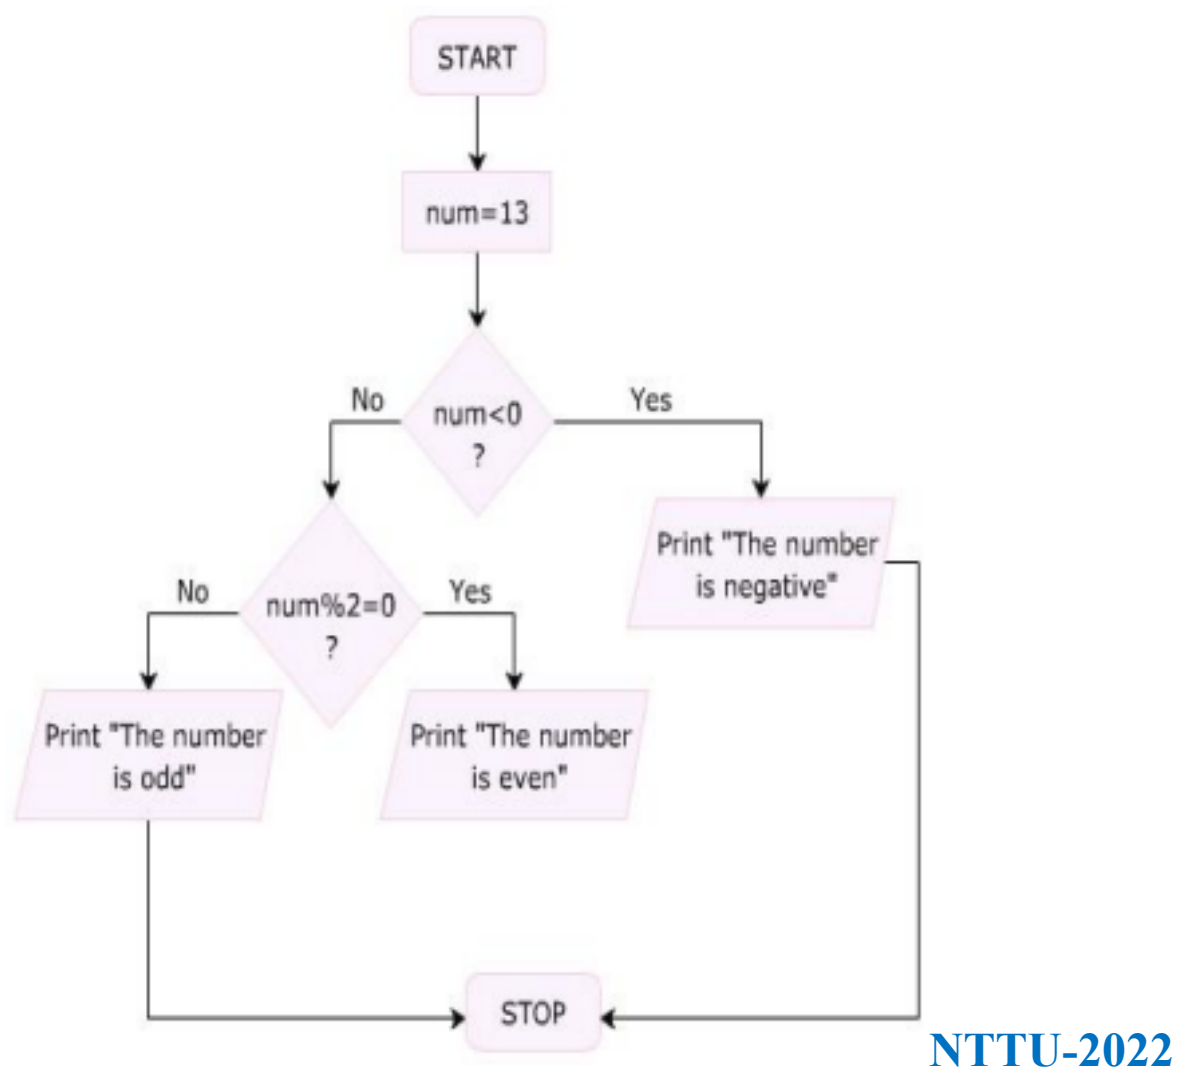 START
num=13
No
Yes
num<0
?
Print "The number
is negative"
No
Yes
num%2=0
?
Print "The number
is odd"
Print "The number
is even"
STOP
NTTU-2022